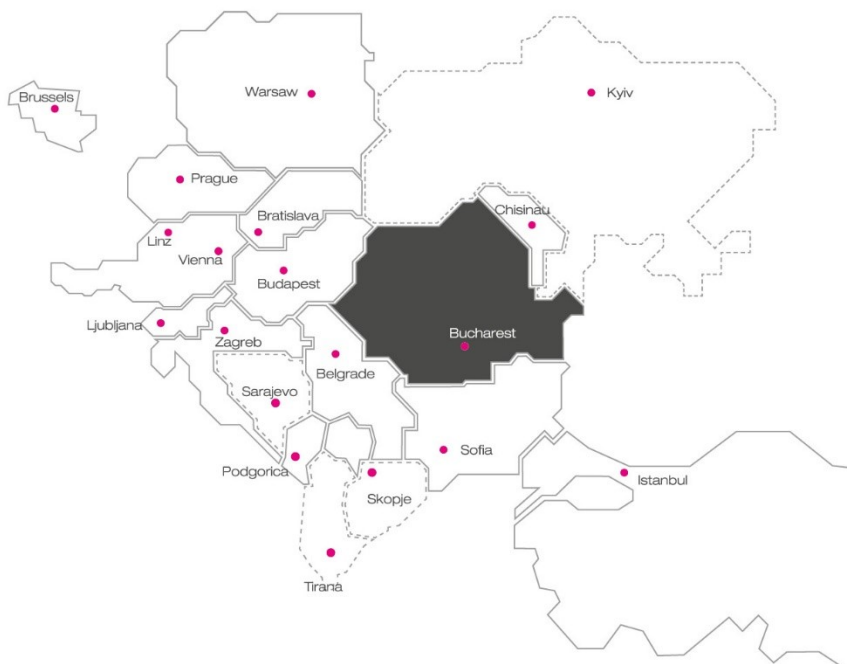 Warsaw
Kyiv
Brussels
Prague
Chisinau
Bratislava
Linz
Vienna
Budapest
Ljubljana
Zagreb
Bucharest
Belgrade
Sarajevo
Sofia
Podgorica
Istanbul
Skopje
Tirana